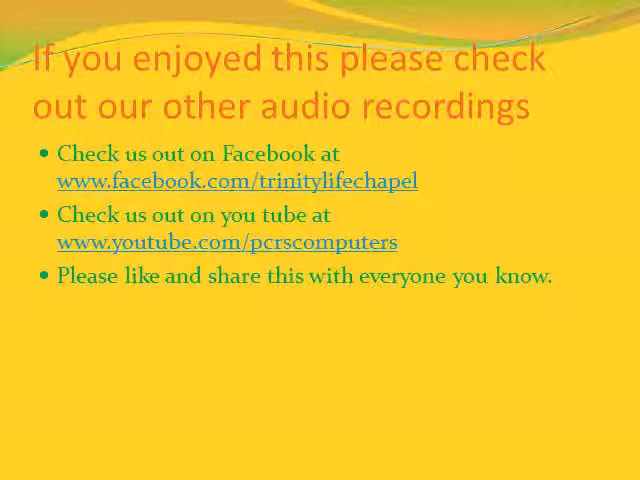 If you enjoyed this please check
out our other audio recordings
• Check us out on Facebook at
www.facebook.com/trinitylifechapel
• Check us out on you tube at
www.youtube.com/pcrscomputers
• Please like and share this with everyone you know.